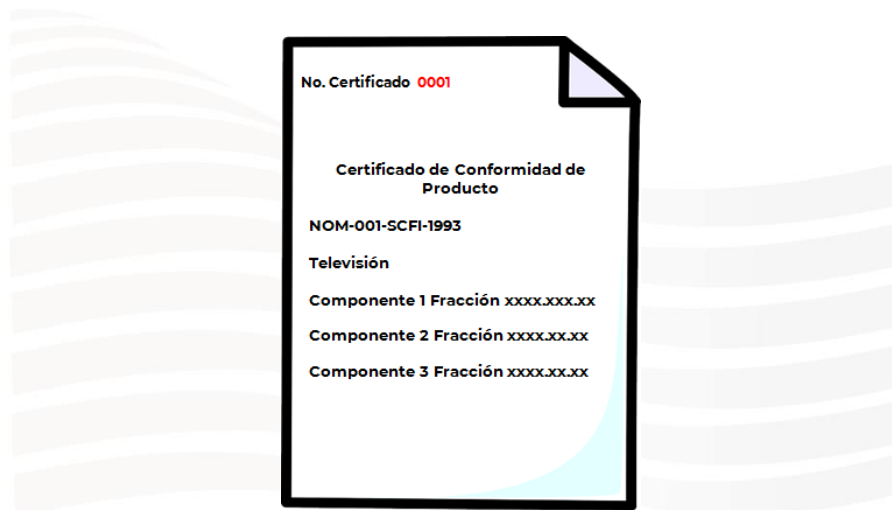 No. Certificado 0001
Certificado de Conformidad de
Producto
NOM-001-SCFI-1993
Televisión
Componente 1 Fracción xxxx.xxx.xx
Componente 2 Fracción xxxx.xx.xx
Componente 3 Fracción xxxx.xx.xx